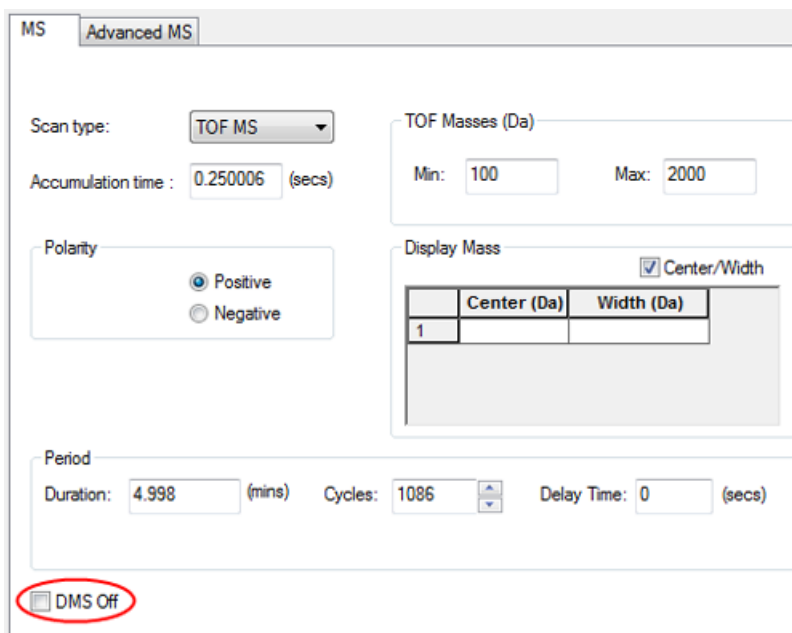 MS Advanced MS
Scan type: TOF MS
Accumulation time : 0.250006 (secs)
TOF Masses (Da)
Min: 100 Max: 2000
Polarity
Positive
Negative
Display Mass
Center/Width
Center (Da) Width (Da)
1
Period
Duration: 4.998 (mins) Cycles: 1086 Delay Time: 0 (secs)
DMS Off